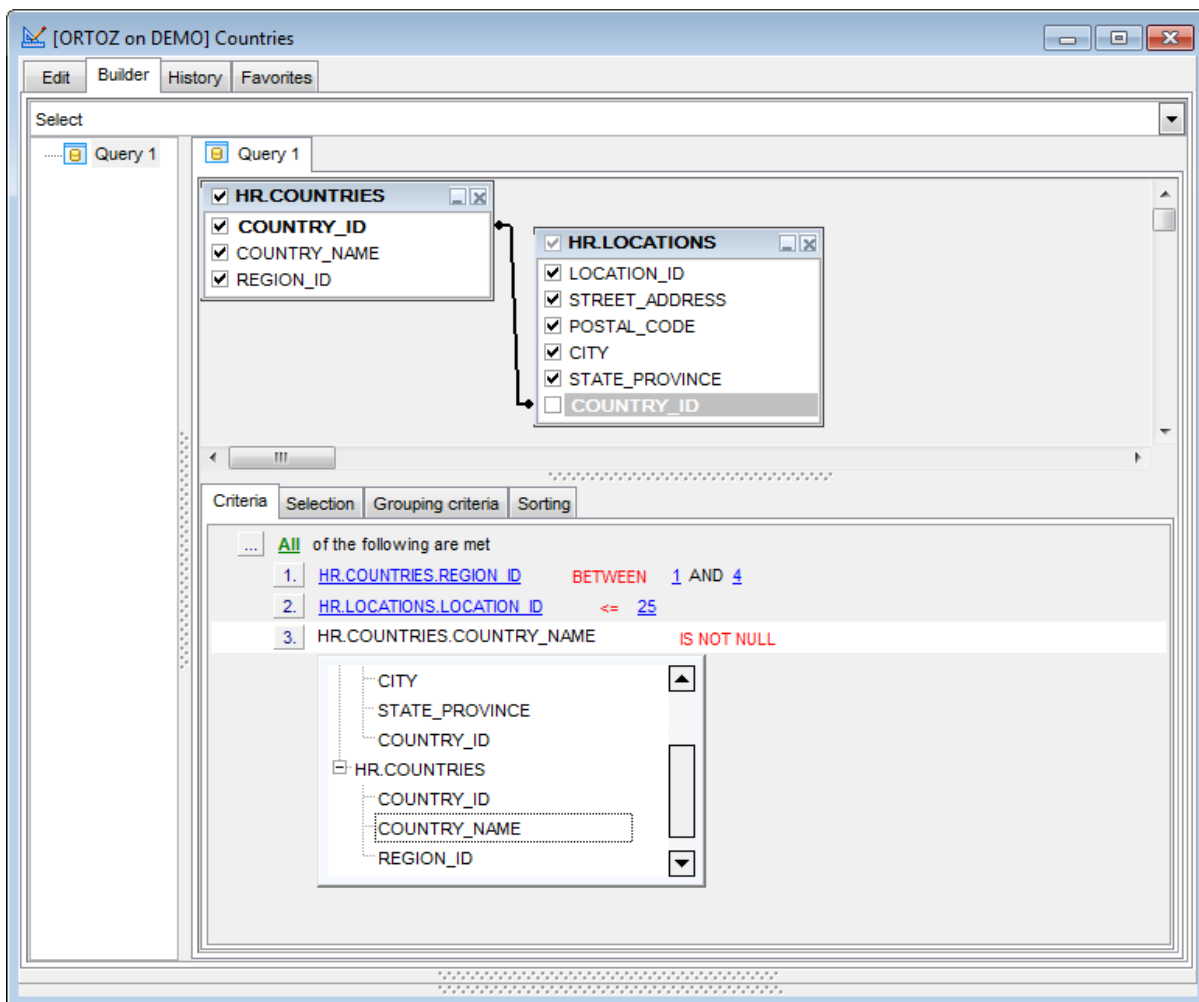 [ORTOZ on DEMO] Countries
Edit Builder History Favorites
Select
Query 1
Query 1
HR.COUNTRIES
COUNTRY_ID
COUNTRY_NAME
REGION_ID
HR.LOCATIONS
LOCATION_ID
STREET_ADDRESS
POSTAL_CODE
CITY
STATE_PROVINCE
COUNTRY_ID
Criteria Selection Grouping criteria Sorting
... All of the following are met
1. HR.COUNTRIES.REGION_ID BETWEEN 1 AND 4
2. HR.LOCATIONS.LOCATION_ID <= 25
3. HR.COUNTRIES.COUNTRY_NAME IS NOT NULL
CITY
STATE_PROVINCE
COUNTRY_ID
HR.COUNTRIES
COUNTRY_ID
COUNTRY_NAME
REGION_ID